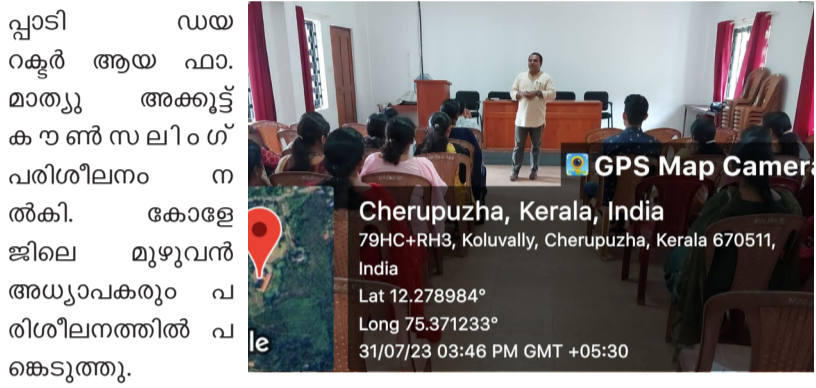 പ്പാടി ഡയ
റക്ടർ ആയ ഫാ.
മാത്യു അക്കൂട്ട്
കൗൺസലിംഗ്
പരിശീലനം ന
ൽകി. കോളേ
ജിലെ മുഴുവൻ
അധ്യാപകരും പ
രിശീലനത്തിൽ പ
ങ്കെടുത്തു.
GPS Map Camera
Cherupuzha, Kerala, India
79HC+RH3, Koluvally, Cherupuzha, Kerala 670511,
India
Lat 12.278984°
Long 75.371233°
31/07/23 03:46 PM GMT +05:30